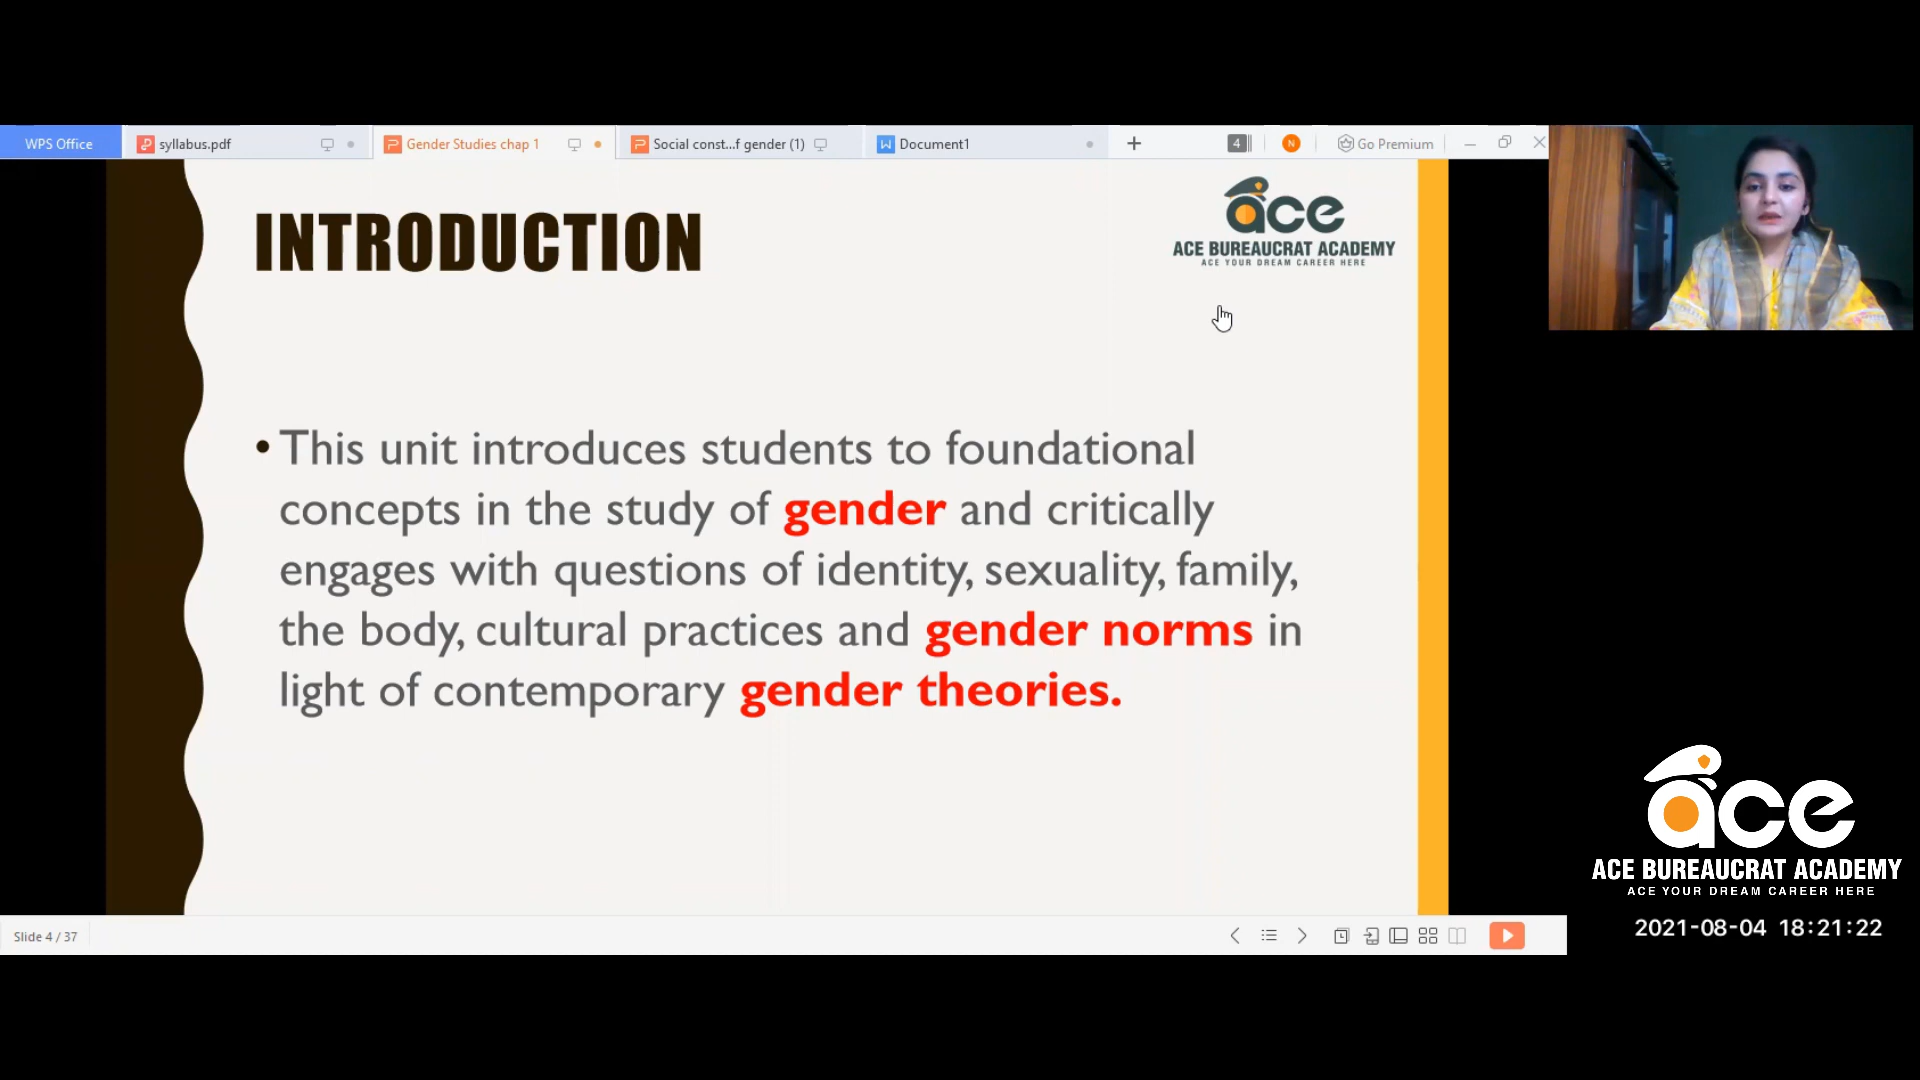 WPS Office
syllabus.pdf
Gender Studies chap 1
Social const...f gender (1)
Document1
4
N
Go Premium
INTRODUCTION
ace
ACE BUREAUCRAT ACADEMY
ACE YOUR DREAM CAREER HERE
• This unit introduces students to foundational
concepts in the study of gender and critically
engages with questions of identity, sexuality, family,
the body, cultural practices and gender norms in
light of contemporary gender theories.
ace
ACE BUREAUCRAT ACADEMY
ACE YOUR DREAM CAREER HERE
2021-08-04 18:21:22
Slide 4 / 37